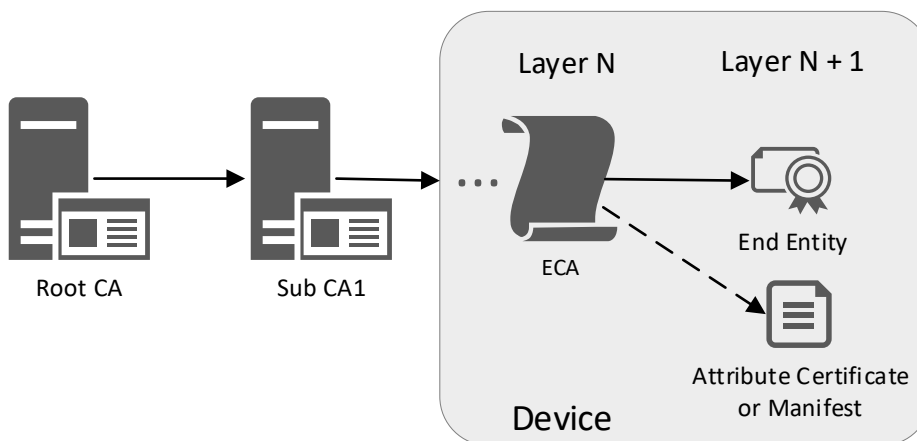 Layer N
Layer N + 1
Root CA
Sub CA1
ECA
End Entity
Attribute Certificate
or Manifest
Device